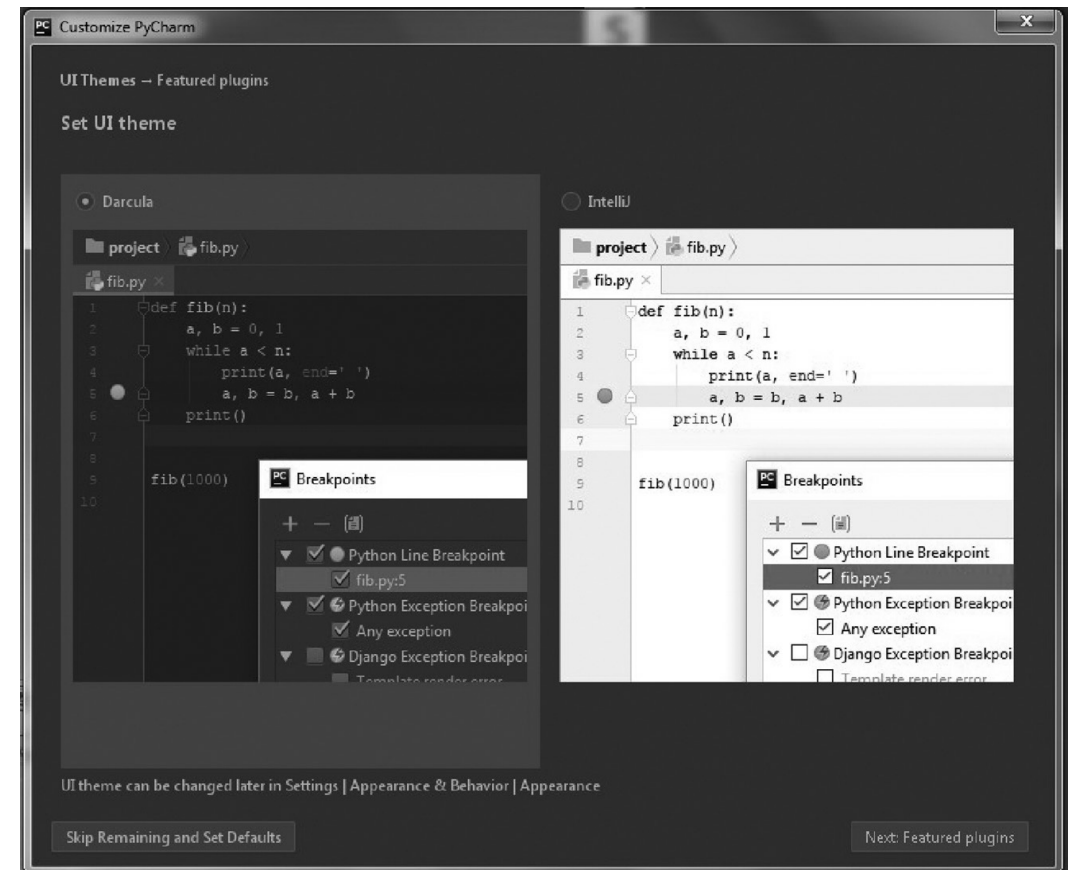 PC Customize PyCharm
x
UI Themes → Featured plugins
Set UI theme
Darcula
project fib.py
fib.py ×
1 def fib(n):
2 a, b = 0, 1
3 while a < n:
4 print(a, end=' ')
5 a, b = b, a + b
6 print()
7
8
9 fib(1000)
10
PC Breakpoints
+ −
Python Line Breakpoint
fib.py:5
Python Exception Breakpoi
Any exception
Django Exception Breakpoi
Template render error
IntelliJ
project fib.py
fib.py ×
1 def fib(n):
2 a, b = 0, 1
3 while a < n:
4 print(a, end=' ')
5 a, b = b, a + b
6 print()
7
8
9 fib(1000)
10
PC Breakpoints
+ −
Python Line Breakpoint
fib.py:5
Python Exception Breakpoi
Any exception
Django Exception Breakpoi
Template render error
UI theme can be changed later in Settings | Appearance & Behavior | Appearance
Skip Remaining and Set Defaults
Next: Featured plugins